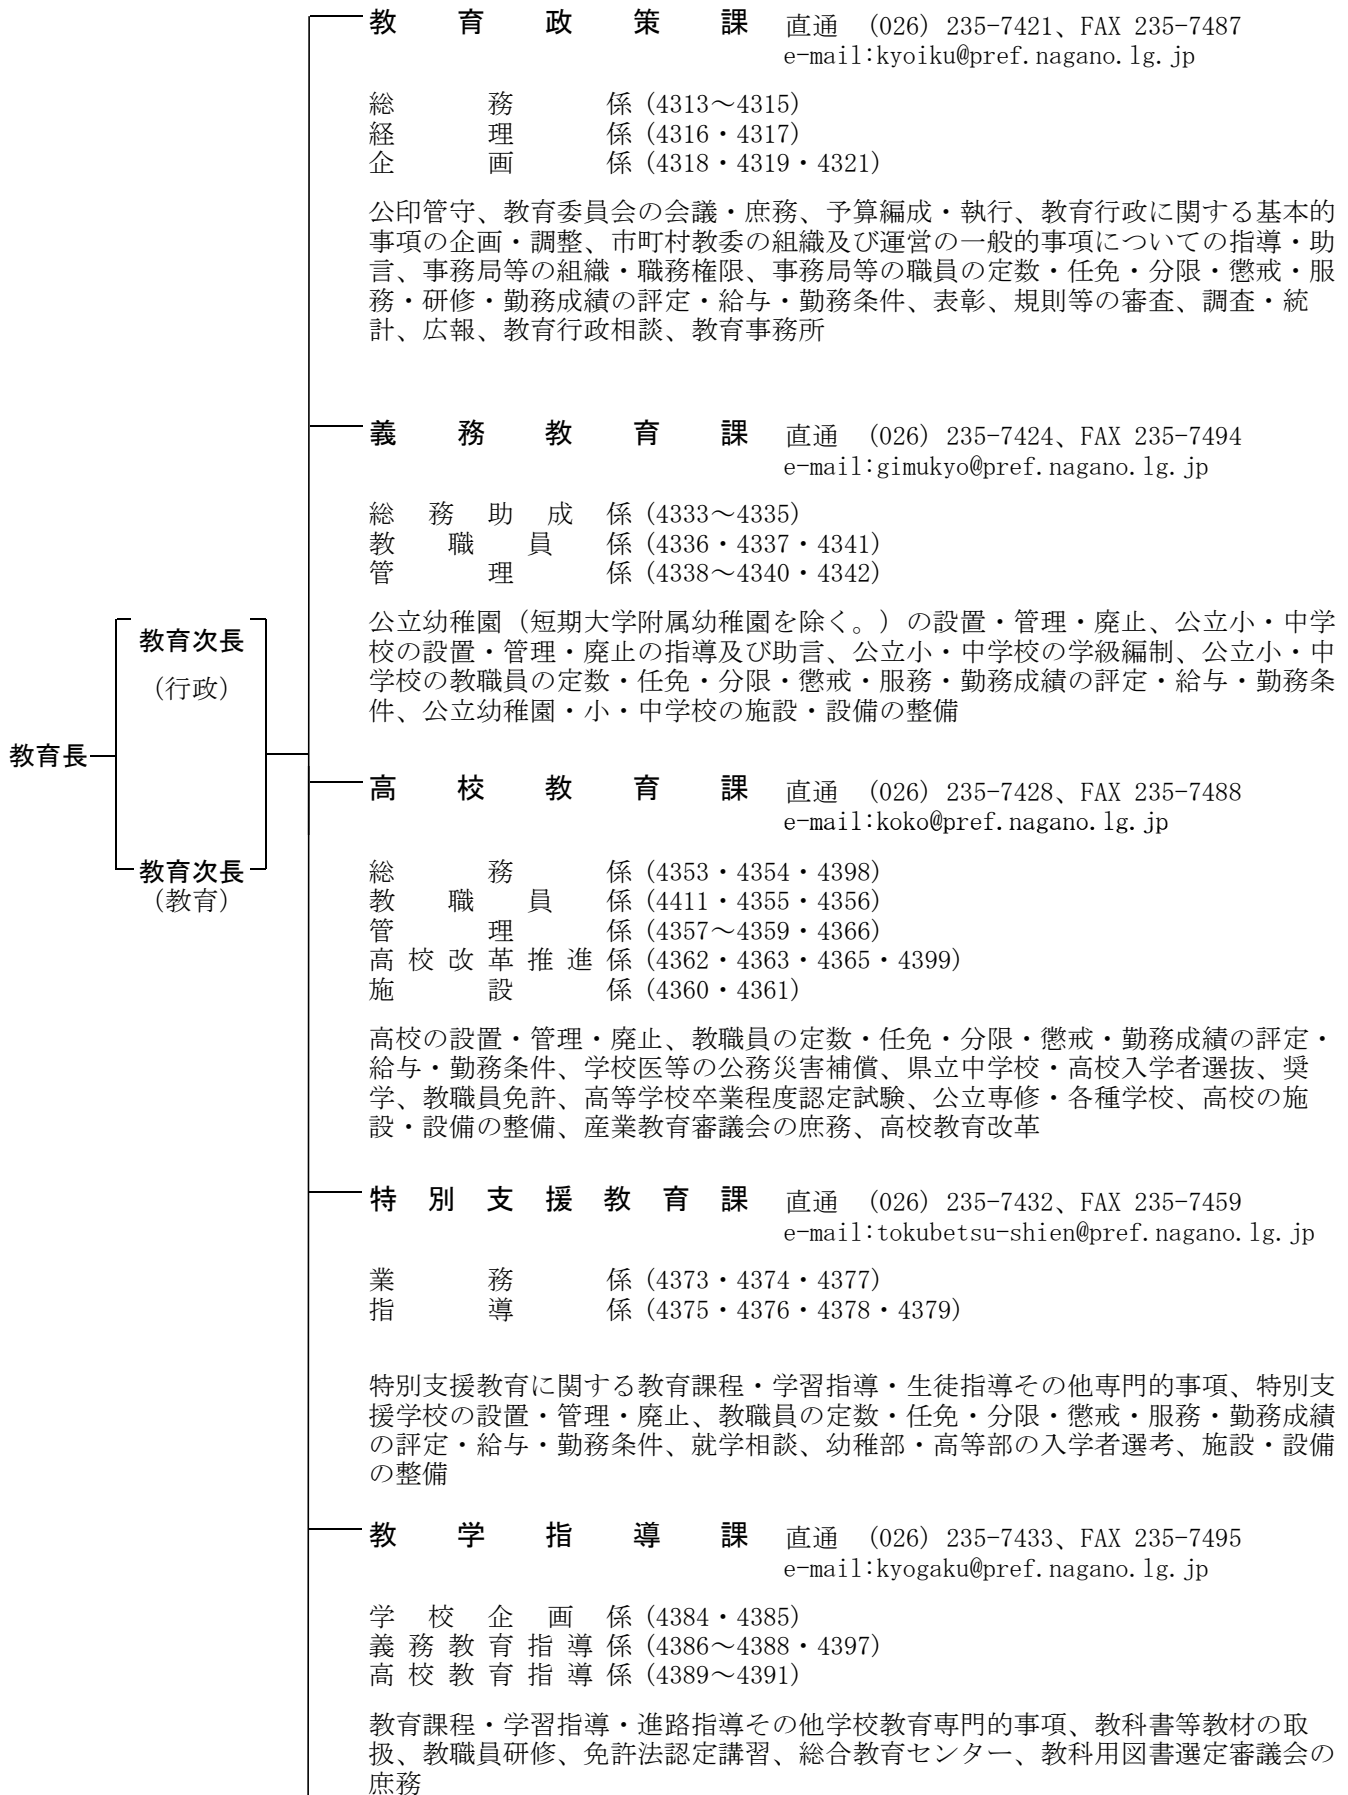 教育政策課 直通 (026) 235-7421、FAX 235-7487
e-mail:kyoiku@pref.nagano.lg.jp
総務係 (4313～4315)
経理係 (4316・4317)
企画係 (4318・4319・4321)
公印管守、教育委員会の会議・庶務、予算編成・執行、教育行政に関する基本的
事項の企画・調整、市町村教委の組織及び運営の一般的事項についての指導・助
言、事務局等の組織・職務権限、事務局等の職員の定数・任免・分限・懲戒・服
務・研修・勤務成績の評定・給与・勤務条件、表彰、規則等の審査、調査・統
計、広報、教育行政相談、教育事務所
義務教育課 直通 (026) 235-7424、FAX 235-7494
e-mail:gimukyo@pref.nagano.lg.jp
総務助成係 (4333～4335)
教職員係 (4336・4337・4341)
管理係 (4338～4340・4342)
公立幼稚園（短期大学附属幼稚園を除く。）の設置・管理・廃止、公立小・中学
校の設置・管理・廃止の指導及び助言、公立小・中学校の学級編制、公立小・中
学校の教職員の定数・任免・分限・懲戒・服務・勤務成績の評定・給与・勤務条
件、公立幼稚園・小・中学校の施設・設備の整備
教育長
教育次長
（行政）
教育次長
（教育）
高校教育課 直通 (026) 235-7428、FAX 235-7488
e-mail:koko@pref.nagano.lg.jp
総務係 (4353・4354・4398)
教職員係 (4411・4355・4356)
管理係 (4357～4359・4366)
高校改革推進係 (4362・4363・4365・4399)
施設係 (4360・4361)
高校の設置・管理・廃止、教職員の定数・任免・分限・懲戒・勤務成績の評定・
給与・勤務条件、学校医等の公務災害補償、県立中学校・高校入学者選抜、奨
学、教職員免許、高等学校卒業程度認定試験、公立専修・各種学校、高校の施
設・設備の整備、産業教育審議会の庶務、高校教育改革
特別支援教育課 直通 (026) 235-7432、FAX 235-7459
e-mail:tokubetsu-shien@pref.nagano.lg.jp
業務係 (4373・4374・4377)
指導係 (4375・4376・4378・4379)
特別支援教育に関する教育課程・学習指導・生徒指導その他専門的事項、特別支
援学校の設置・管理・廃止、教職員の定数・任免・分限・懲戒・服務・勤務成績
の評定・給与・勤務条件、就学相談、幼稚部・高等部の入学者選考、施設・設備
の整備
教学指導課 直通 (026) 235-7433、FAX 235-7495
e-mail:kyogaku@pref.nagano.lg.jp
学校企画係 (4384・4385)
義務教育指導係 (4386～4388・4397)
高校教育指導係 (4389～4391)
教育課程・学習指導・進路指導その他学校教育専門的事項、教科書等教材の取
扱、教職員研修、免許法認定講習、総合教育センター、教科用図書選定審議会の
庶務